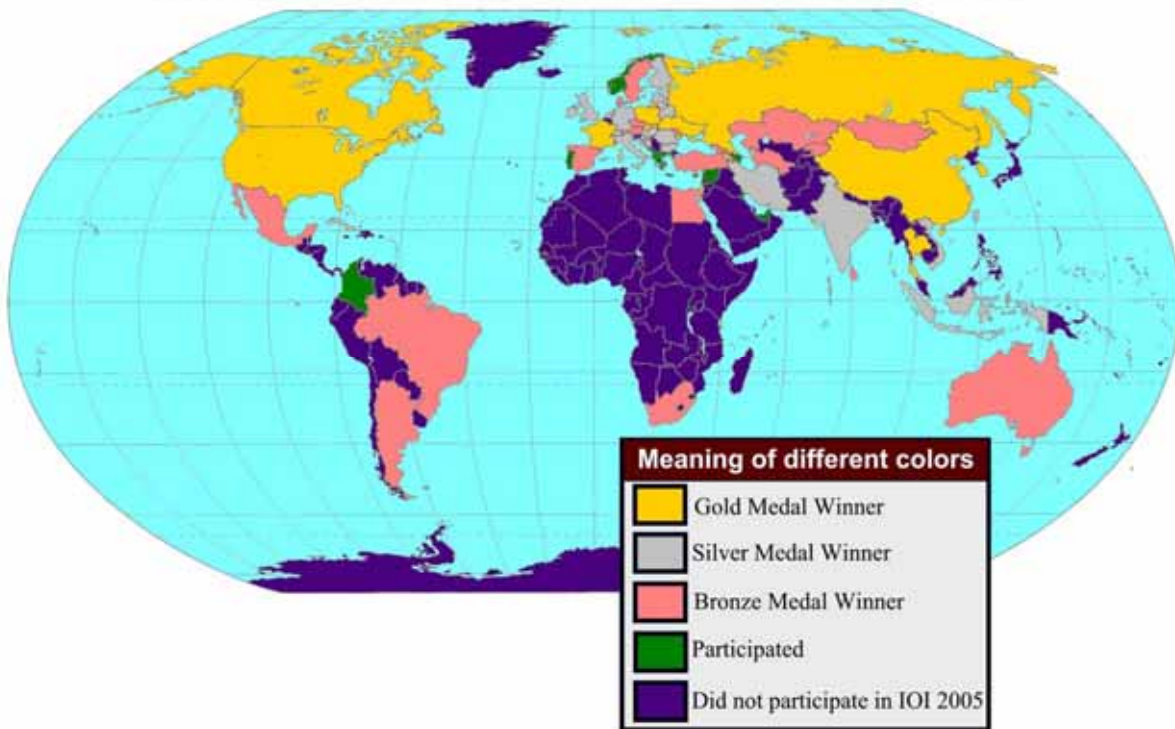 Meaning of different colors
Gold Medal Winner
Silver Medal Winner
Bronze Medal Winner
Participated
Did not participate in IOI 2005